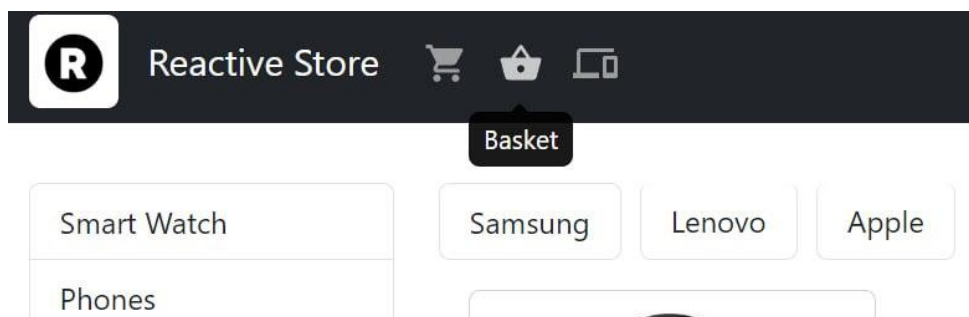 R Reactive Store
Basket
Smart Watch
Samsung Lenovo Apple
Phones